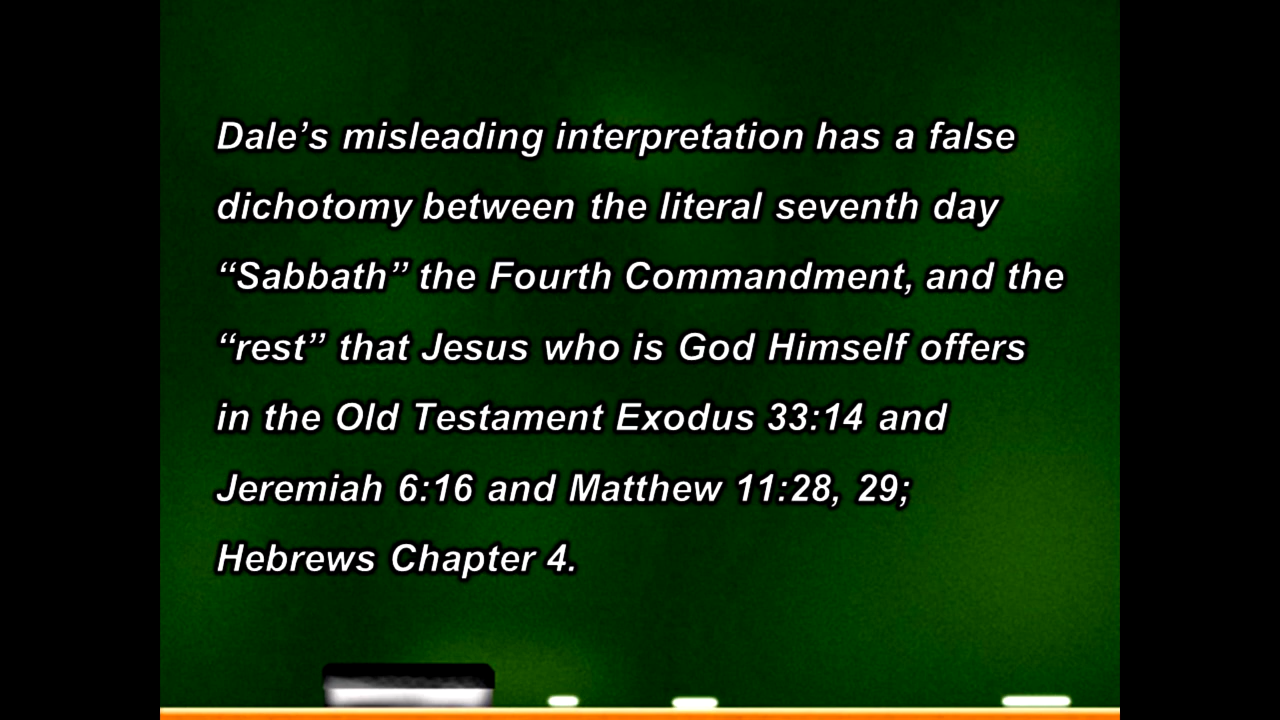 Dale’s misleading interpretation has a false
dichotomy between the literal seventh day
“Sabbath” the Fourth Commandment, and the
“rest” that Jesus who is God Himself offers
in the Old Testament Exodus 33:14 and
Jeremiah 6:16 and Matthew 11:28, 29;
Hebrews Chapter 4.